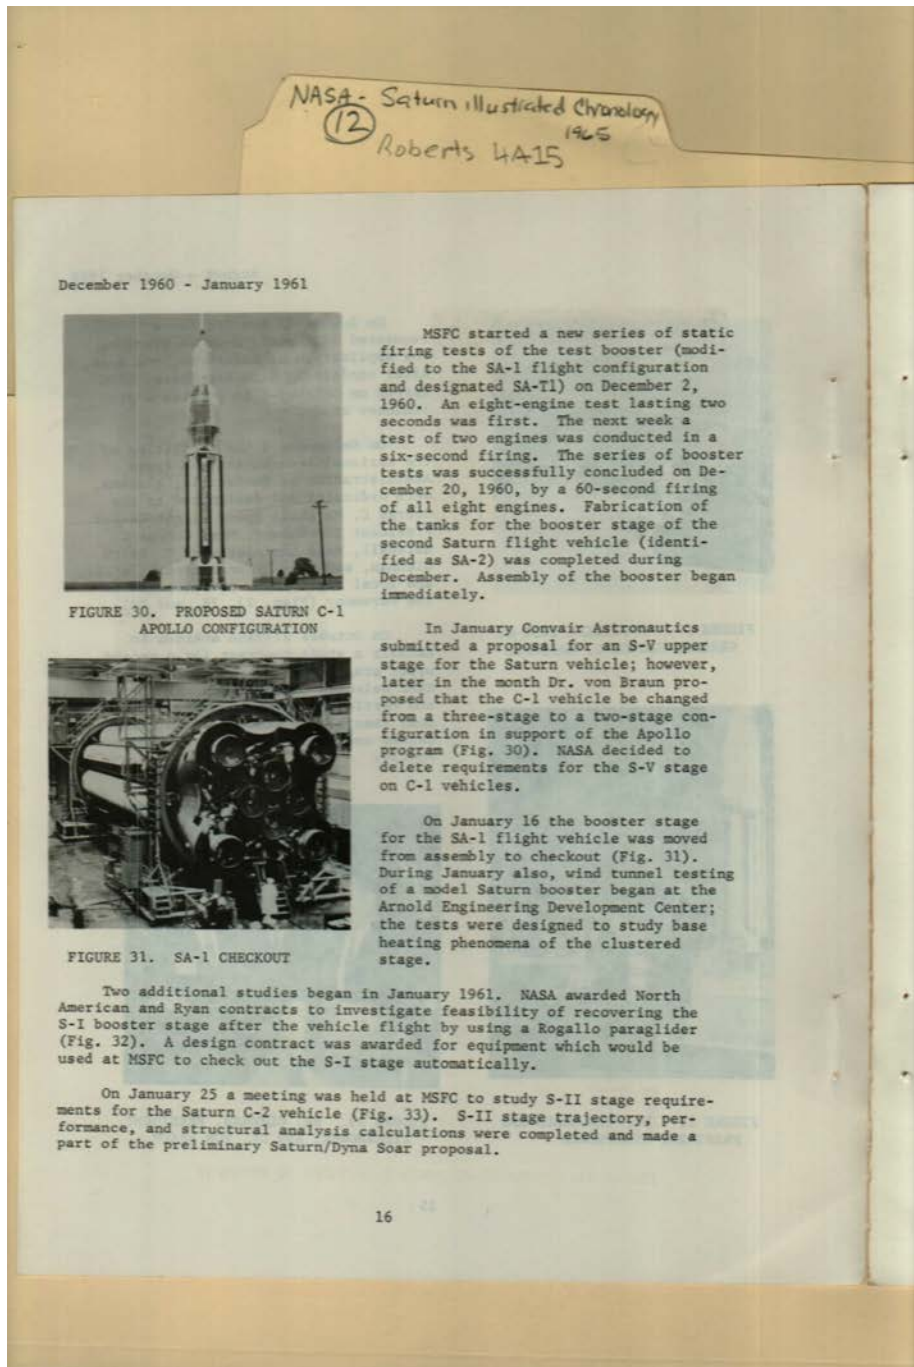 NASA - Saturn illustrated Chronology
12
1965
Roberts 4A15
December 1960 - January 1961
MSFC started a new series of static
firing tests of the test booster (modi-
fied to the SA-1 flight configuration
and designated SA-T1) on December 2,
1960. An eight-engine test lasting two
seconds was first. The next week a
test of two engines was conducted in a
six-second firing. The series of booster
tests was successfully concluded on De-
cember 20, 1960, by a 60-second firing
of all eight engines. Fabrication of
the tanks for the booster stage of the
second Saturn flight vehicle (identi-
fied as SA-2) was completed during
December. Assembly of the booster began
immediately.
FIGURE 30. PROPOSED SATURN C-1
APOLLO CONFIGURATION
In January Convair Astronautics
submitted a proposal for an S-V upper
stage for the Saturn vehicle; however,
later in the month Dr. von Braun pro-
posed that the C-1 vehicle be changed
from a three-stage to a two-stage con-
figuration in support of the Apollo
program (Fig. 30). NASA decided to
delete requirements for the S-V stage
on C-1 vehicles.
On January 16 the booster stage
for the SA-1 flight vehicle was moved
from assembly to checkout (Fig. 31).
During January also, wind tunnel testing
of a model Saturn booster began at the
Arnold Engineering Development Center;
the tests were designed to study base
heating phenomena of the clustered
stage.
FIGURE 31. SA-1 CHECKOUT
Two additional studies began in January 1961. NASA awarded North
American and Ryan contracts to investigate feasibility of recovering the
S-I booster stage after the vehicle flight by using a Rogallo paraglider
(Fig. 32). A design contract was awarded for equipment which would be
used at MSFC to check out the S-I stage automatically.
On January 25 a meeting was held at MSFC to study S-II stage require-
ments for the Saturn C-2 vehicle (Fig. 33). S-II stage trajectory, per-
formance, and structural analysis calculations were completed and made a
part of the preliminary Saturn/Dyna Soar proposal.
16